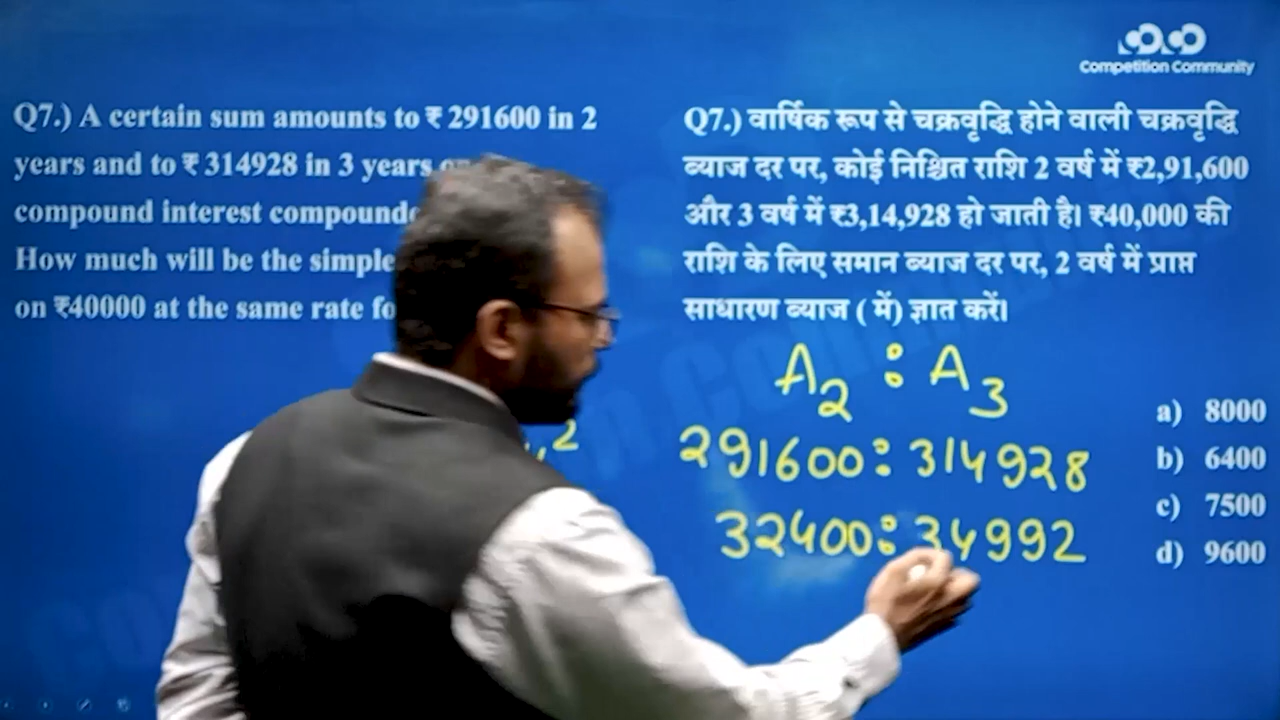 Competition Community
Q7.) A certain sum amounts to ₹ 291600 in 2
years and to ₹ 314928 in 3 years
compound interest
How much will be the simple
on ₹40000 at the same rate
Q7.) वार्षिक रूप से चक्रवृद्धि होने वाली चक्रवृद्धि
ब्याज दर पर, कोई निश्चित राशि 2 वर्ष में ₹2,91,600
और 3 वर्ष में ₹3,14,928 हो जाती है। ₹40,000 की
राशि के लिए समान ब्याज दर पर, 2 वर्ष में प्राप्त
साधारण ब्याज ( में) ज्ञात करें।
A2 : A3
291600 : 314928
32400 : 34992
a) 8000
b) 6400
c) 7500
d) 9600